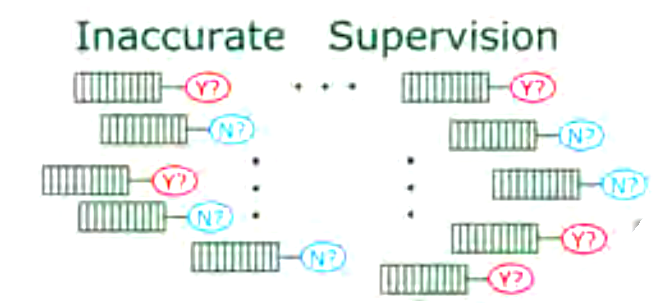 Inaccurate Supervision
Y? Y?
N? N?
Y? N?
N? Y?
N? Y?